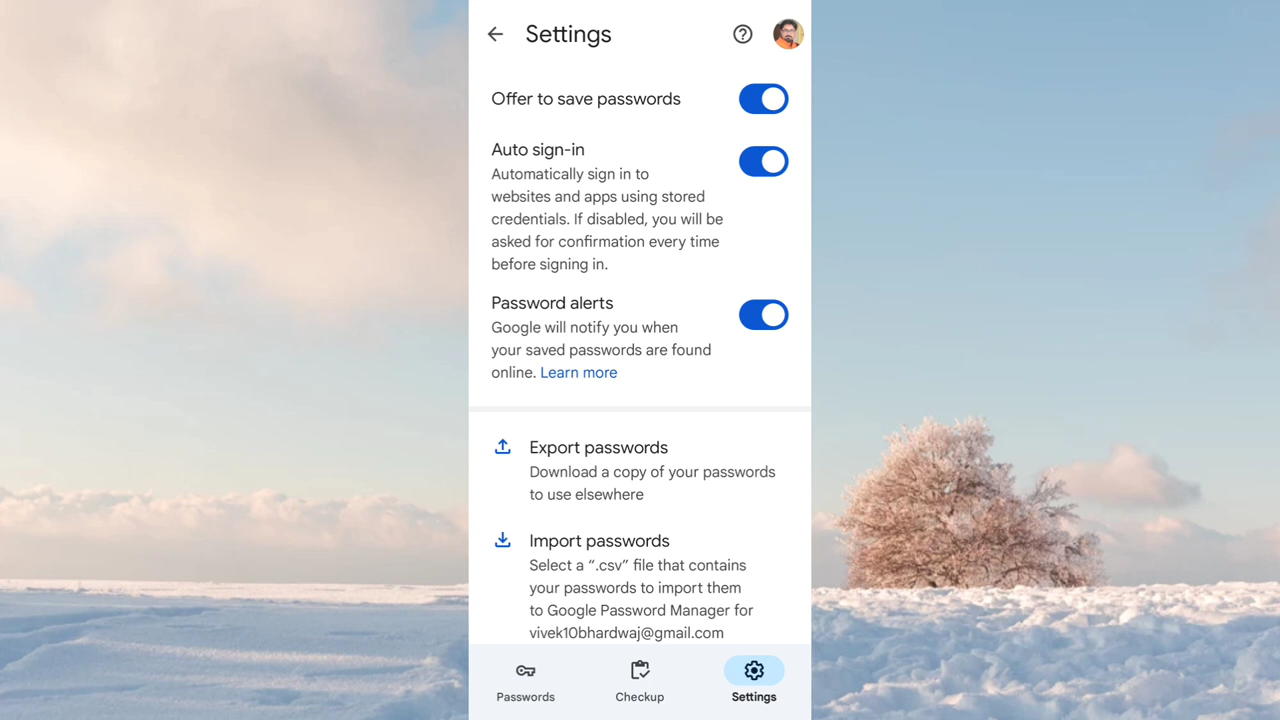 Settings
Offer to save passwords
Auto sign-in
Automatically sign in to
websites and apps using stored
credentials. If disabled, you will be
asked for confirmation every time
before signing in.
Password alerts
Google will notify you when
your saved passwords are found
online. Learn more
Export passwords
Download a copy of your passwords
to use elsewhere
Import passwords
Select a “.csv” file that contains
your passwords to import them
to Google Password Manager for
vivek10bhardwaj@gmail.com
Passwords
Checkup
Settings